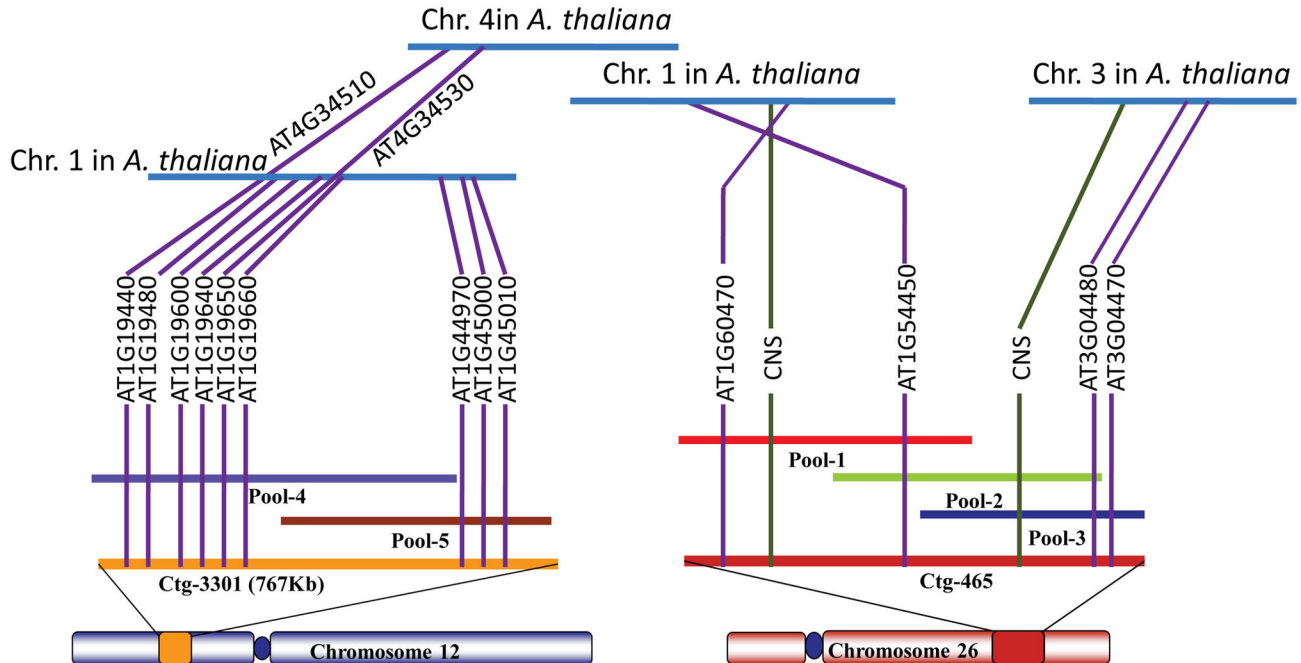 Chr. 4in A. thaliana
Chr. 1 in A. thaliana
Chr. 3 in A. thaliana
AT4G34510
AT4G34530
Chr. 1 in A. thaliana
AT1G19440
AT1G19480
AT1G19600
AT1G19640
AT1G19650
AT1G19660
AT1G44970
AT1G45000
AT1G45010
AT1G60470
CNS
AT1G54450
CNS
AT3G04480
AT3G04470
Pool-1
Pool-4
Pool-2
Pool-5
Pool-3
Ctg-3301 (767Kb)
Ctg-465
Chromosome 12
Chromosome 26